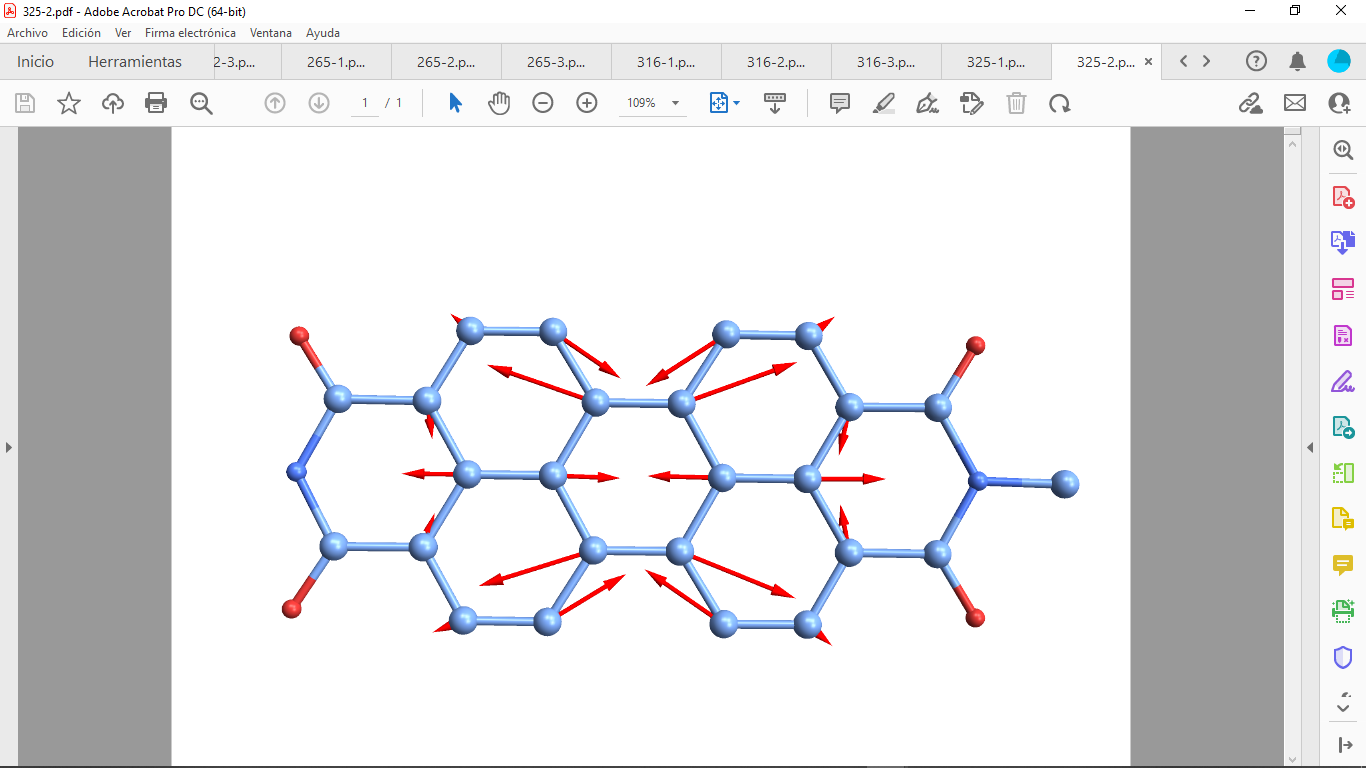 325-2.pdf - Adobe Acrobat Pro DC (64-bit)
Archivo Edición Ver Firma electrónica Ventana Ayuda
Inicio Herramientas 2-3.p... 265-1.p... 265-2.p... 265-3.p... 316-1.p... 316-2.p... 316-3.p... 325-1.p... 325-2.p...
1 / 1 109%